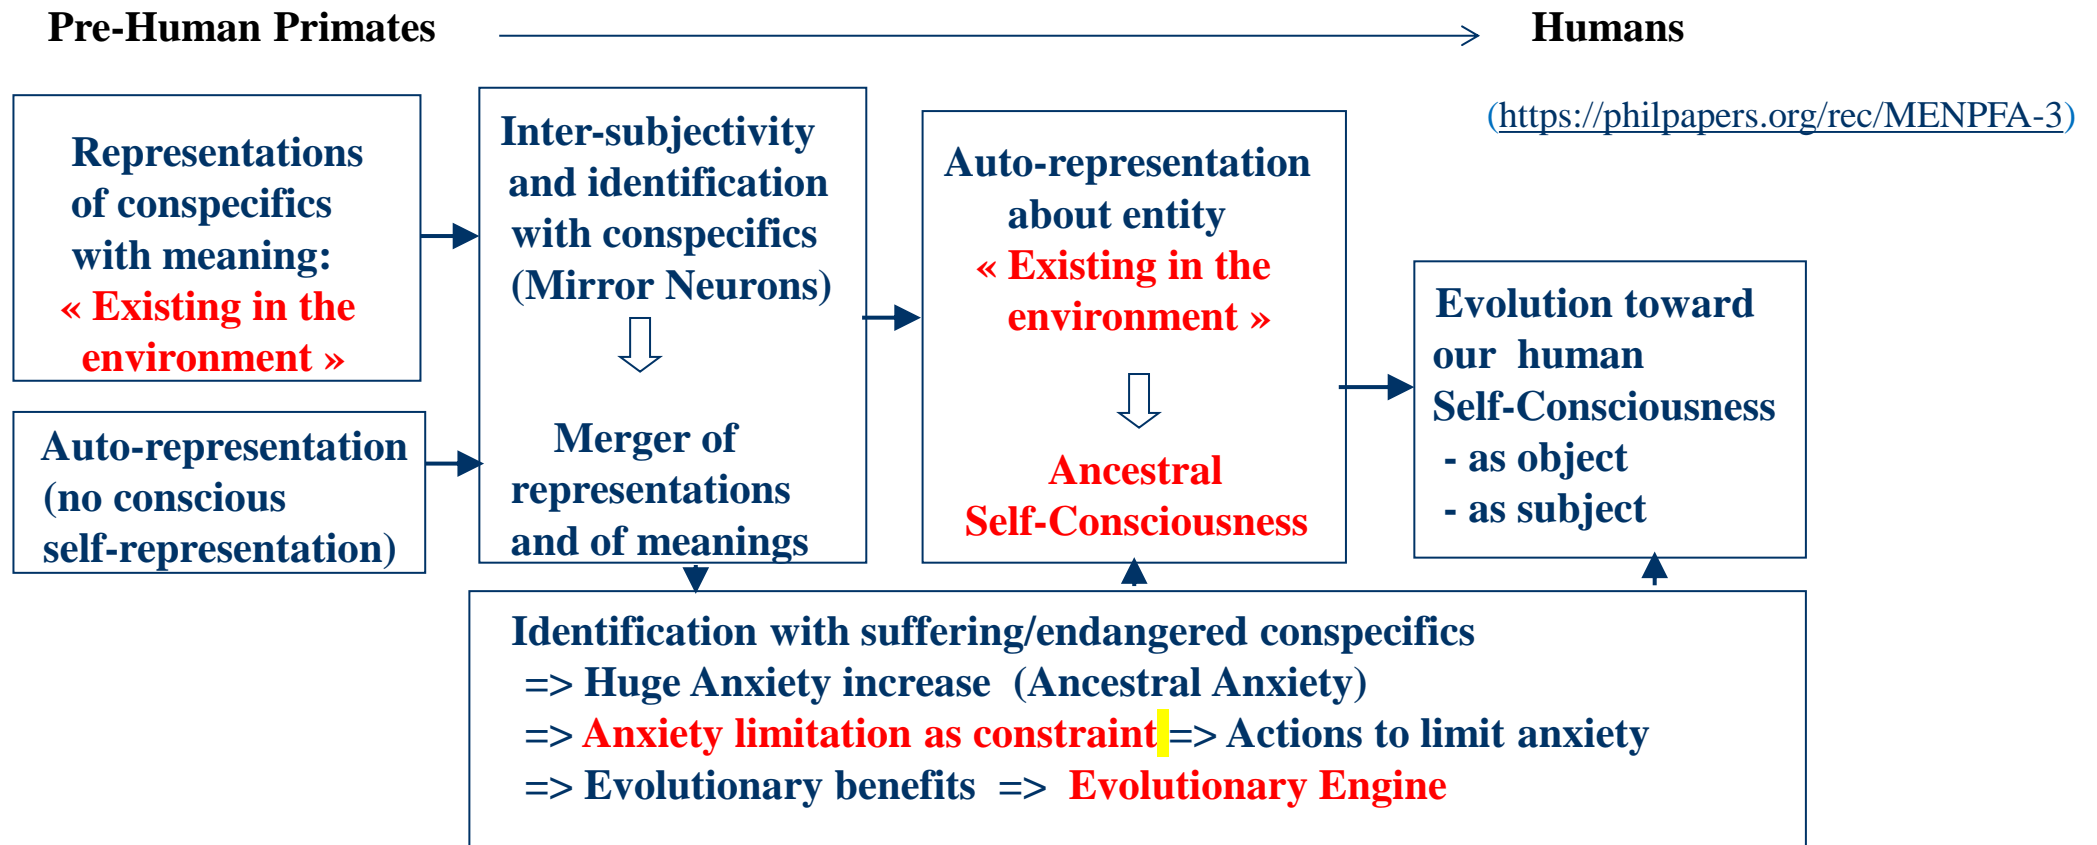 Pre-Human Primates
Humans
(https://philpapers.org/rec/MENPFA-3)
Representations
of conspecifics
with meaning:
« Existing in the
environment »
Auto-representation
(no conscious
self-representation)
Inter-subjectivity
and identification
with conspecifics
(Mirror Neurons)
Merger of
representations
and of meanings
Auto-representation
about entity
« Existing in the
environment »
Ancestral
Self-Consciousness
Evolution toward
our human
Self-Consciousness
- as object
- as subject
Identification with suffering/endangered conspecifics
=> Huge Anxiety increase (Ancestral Anxiety)
=> Anxiety limitation as constraint => Actions to limit anxiety
=> Evolutionary benefits => Evolutionary Engine